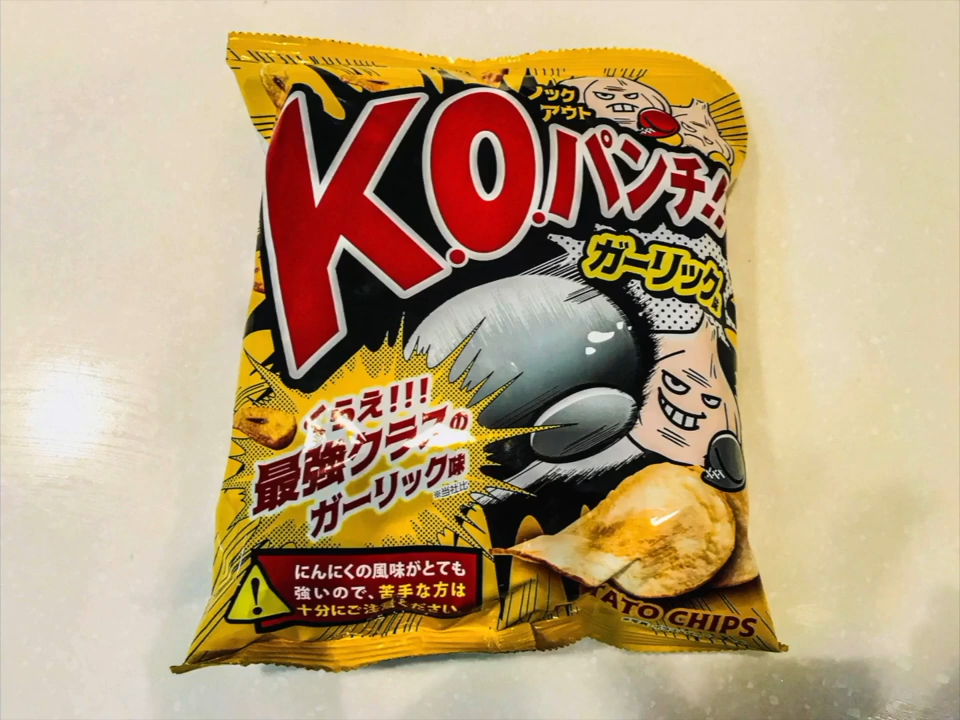 K.O.
ノック
アウト
パンチ!!
ガーリック味
くらえ!!!
最強クラスの
ガーリック味
※当社比
にんにくの風味がとても
強いので、苦手な方は
十分にご注意ください
TATO CHIPS